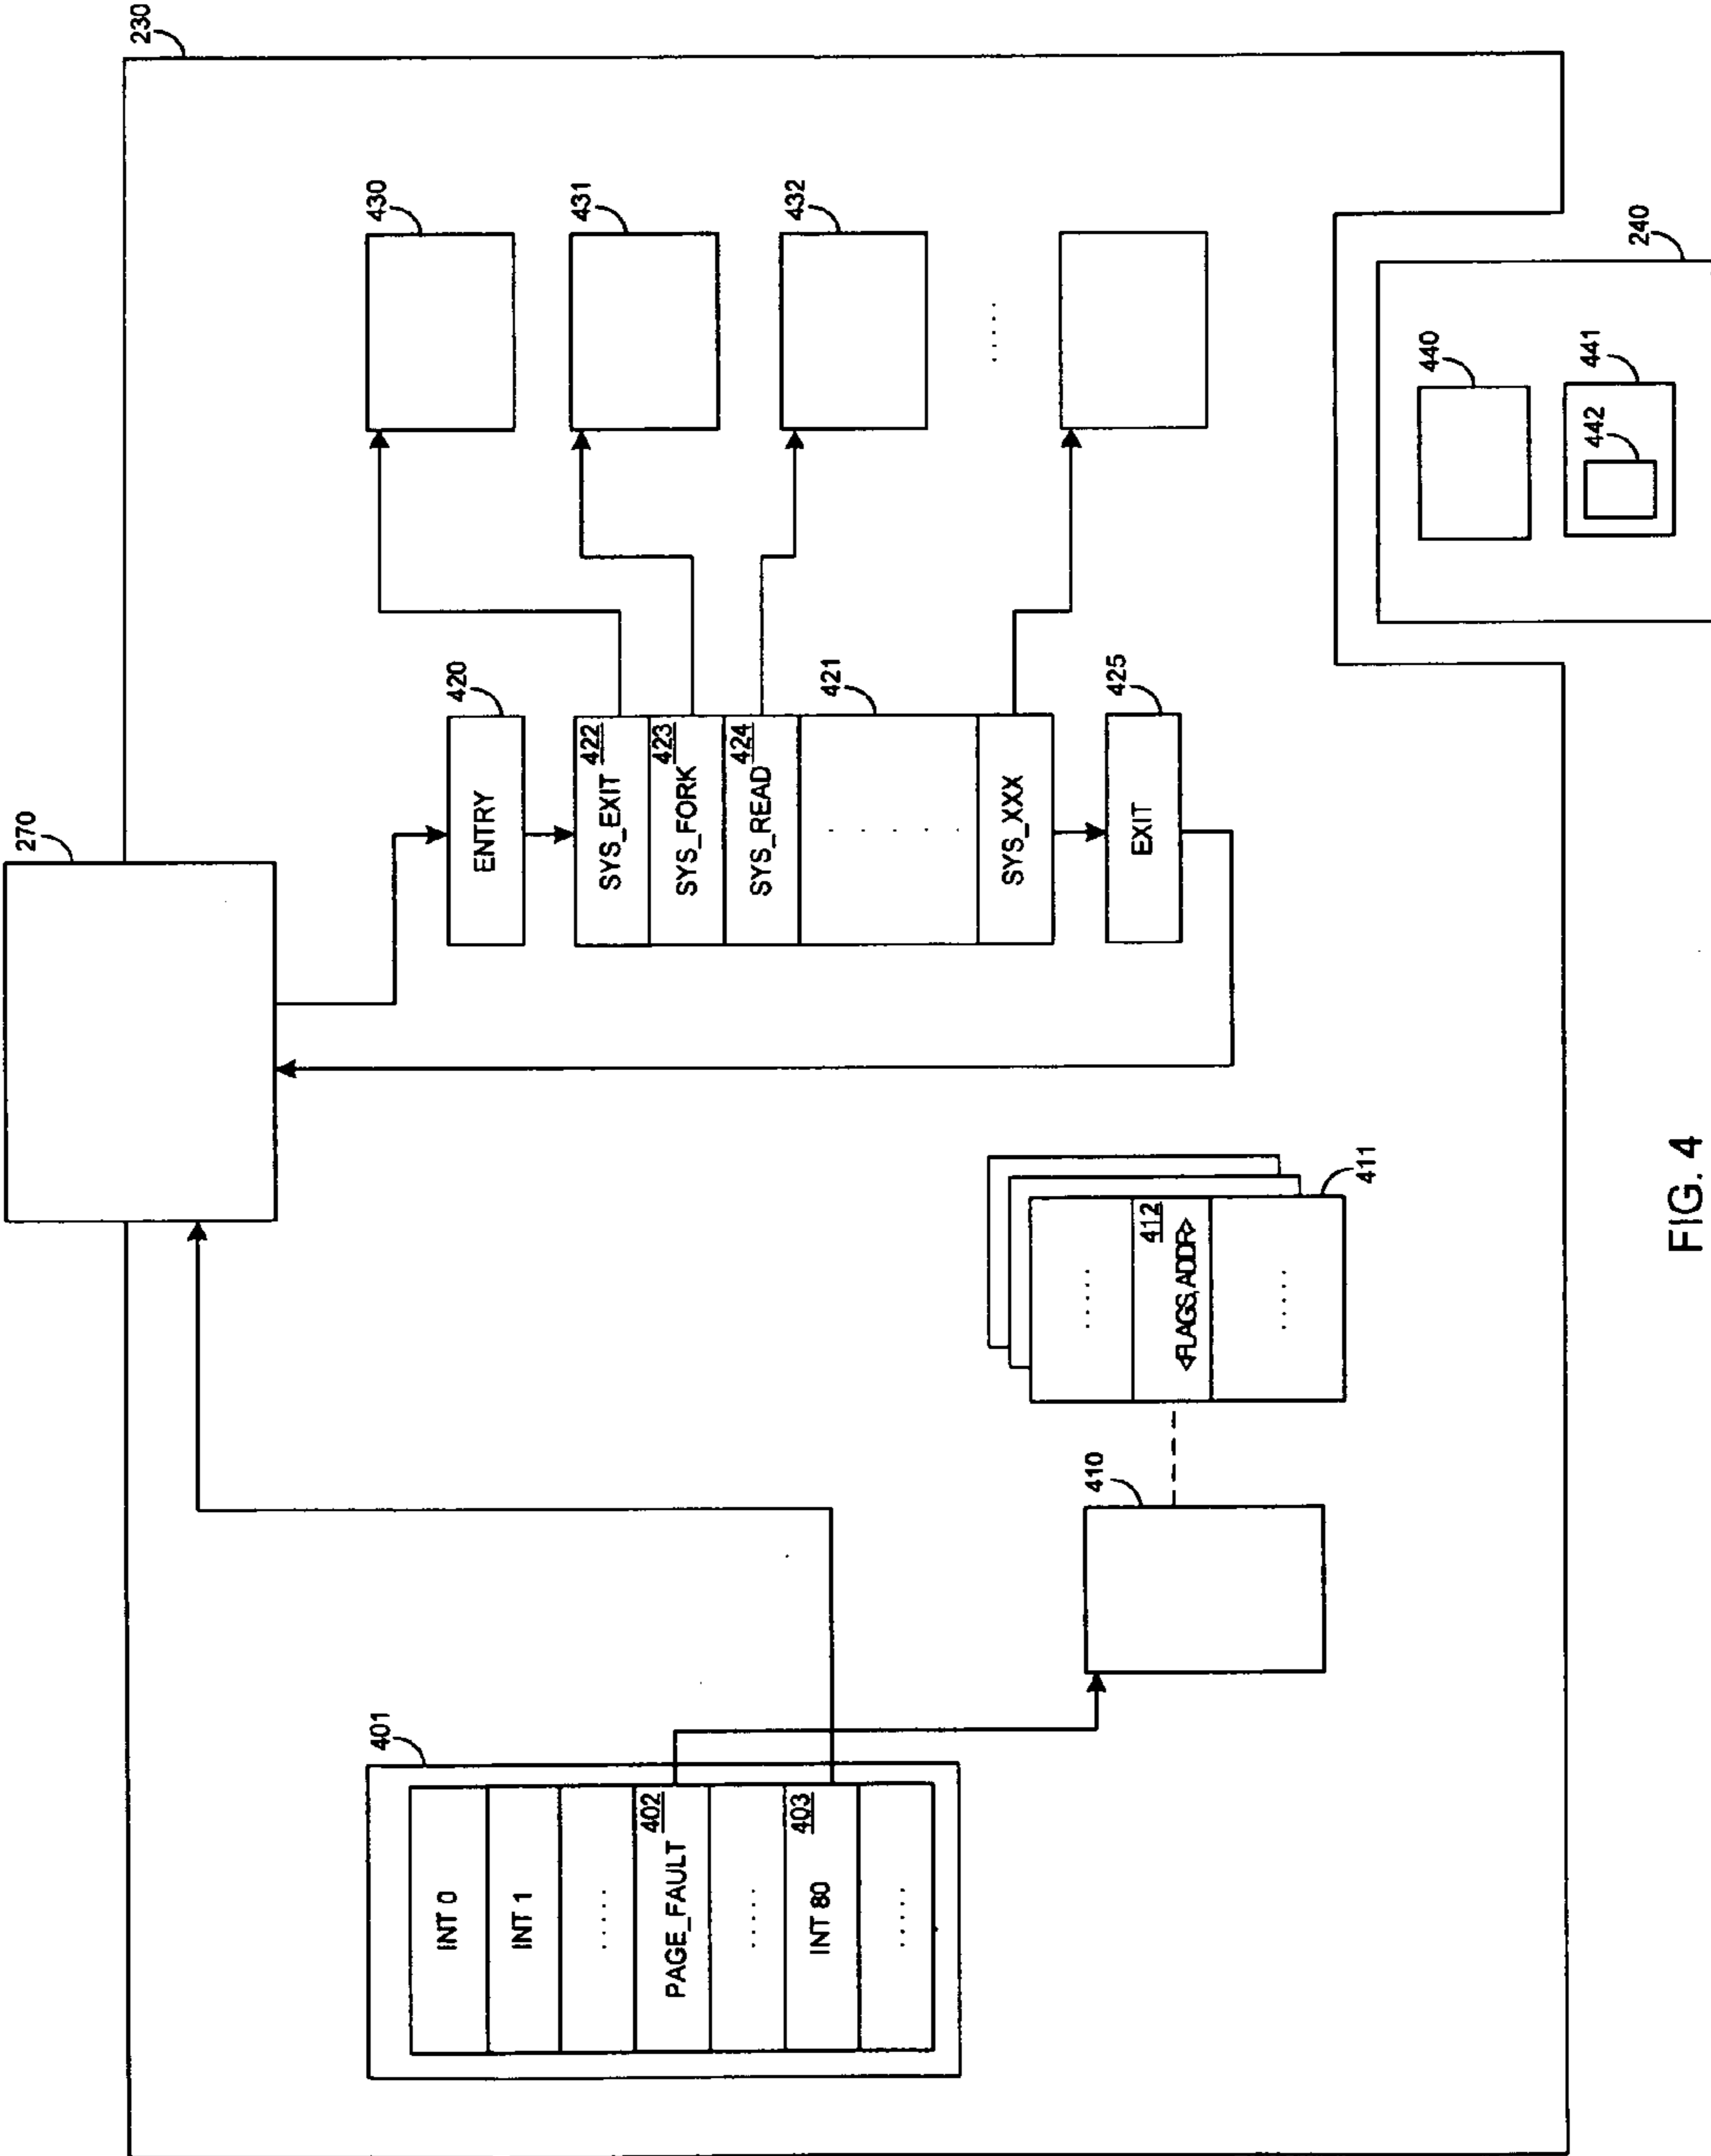 230
270
401
INT 0
INT 1
.....
PAGE_FAULT 402
.....
INT 80 403
.....
410
411
.....
412
<FLAGS,ADDR>
.....
420
ENTRY
421
SYS_EXIT 422
SYS_FORK 423
SYS_READ 424
.....
SYS_XXX
425
EXIT
430
431
432
.....
240
440
441
442
FIG. 4